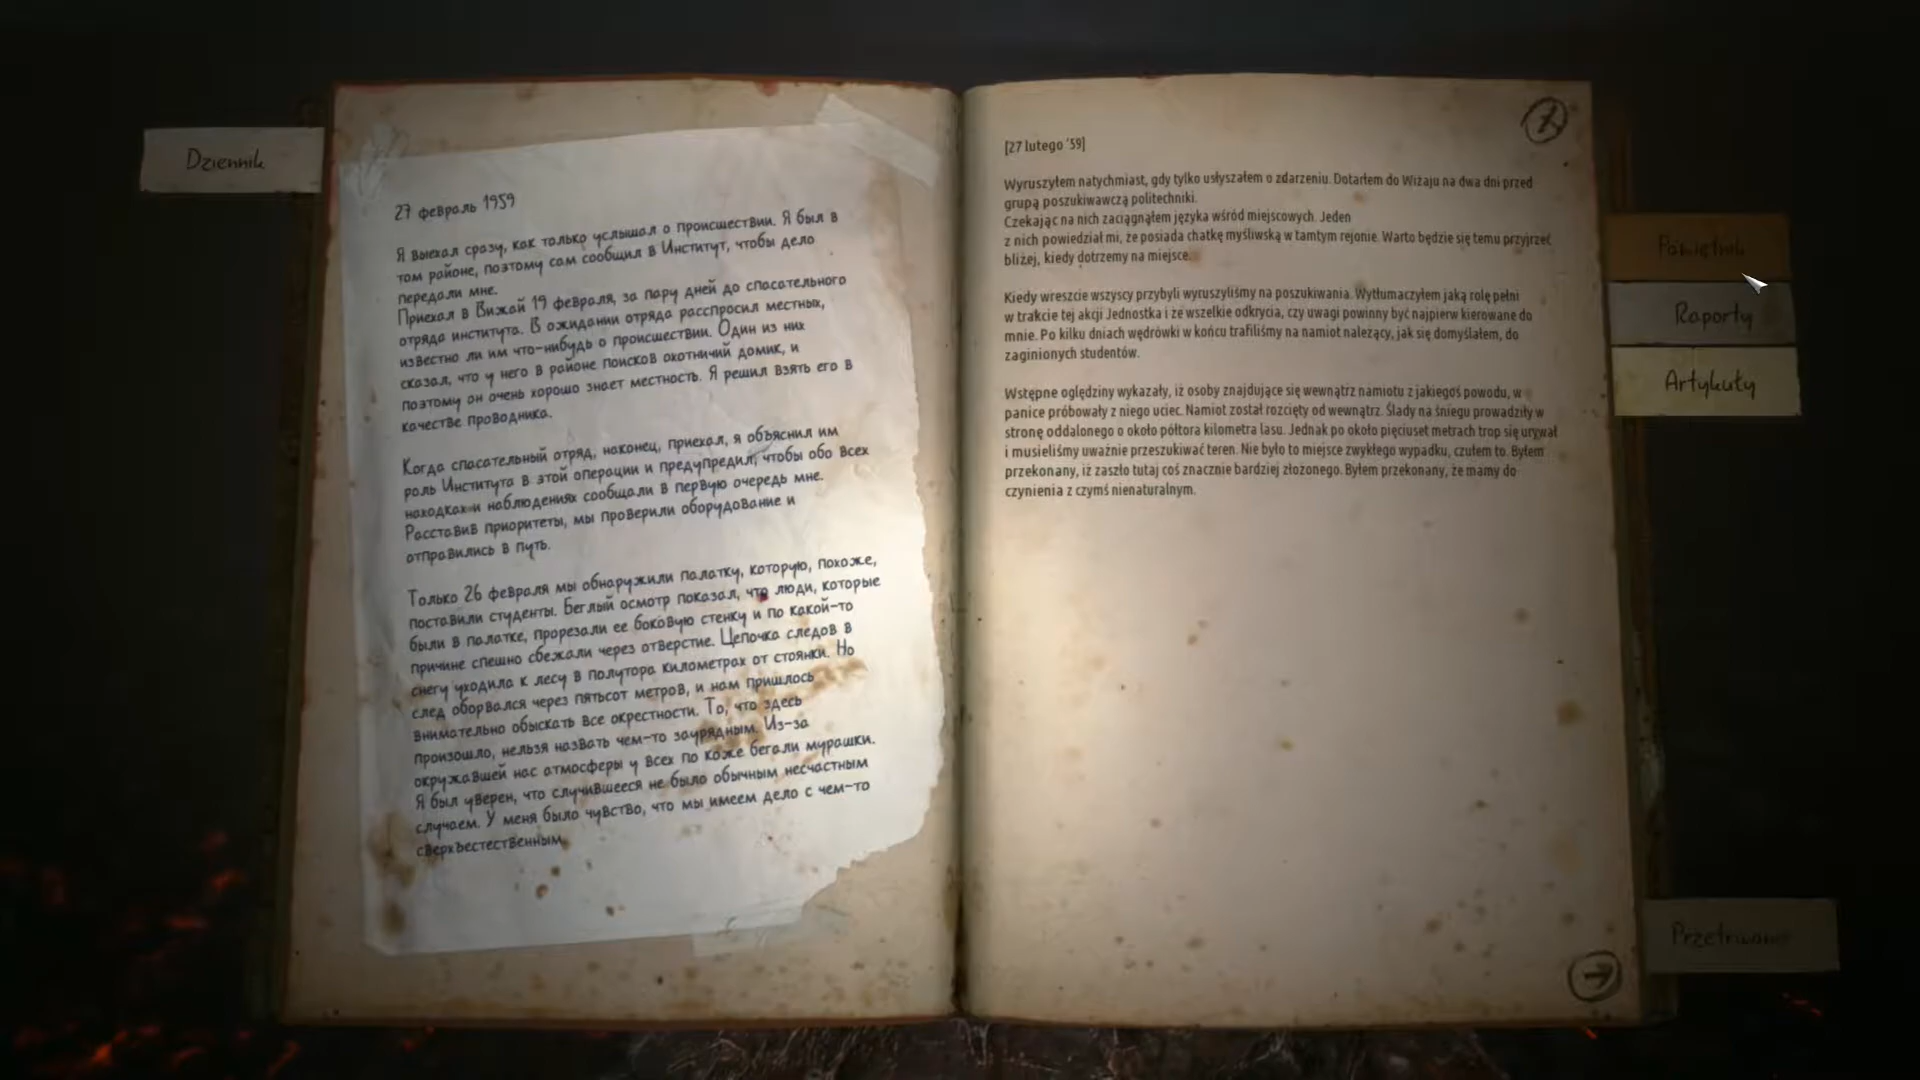 Dziennik
27 февраль 1959
Я выехал сразу, как только услышал о происшествии. Я был в
том районе, поэтому сам сообщил в Институт, чтобы дело
передали мне.
Приехал в Вижай 19 февраля, за пару дней до спасательного
отряда института. В ожидании отряда расспросил местных,
известно ли им что-нибудь о происшествии. Один из них
сказал, что у него в районе поисков охотничий домик, и
поэтому он очень хорошо знает местность. Я решил взять его в
качестве проводника.
Когда спасательный отряд, наконец, приехал, я объяснил им
роль Института в этой операции и предупредил, чтобы обо всех
находках и наблюдениях сообщали в первую очередь мне.
Расставив приоритеты, мы проверили оборудование и
отправились в путь.
Только 26 февраля мы обнаружили палатку, которую, похоже,
поставили студенты. Беглый осмотр показал, что люди, которые
были в палатке, прорезали ее боковую стенку и по какой-то
причине спешно сбежали через отверстие. Цепочка следов в
снегу уходила к лесу в полутора километрах от стоянки. Но
след оборвался через пятьсот метров, и нам пришлось
внимательно обыскать все окрестности. То, что здесь
произошло, нельзя назвать чем-то заурядным. Из-за
окружавшей нас атмосферы у всех по коже бегали мурашки.
Я был уверен, что случившееся не было обычным несчастным
случаем. У меня было чувство, что мы имеем дело с чем-то
сверхъестественным.
[27 lutego '59]
Wyruszyłem natychmiast, gdy tylko usłyszałem o zdarzeniu. Dotarłem do Wiżaju na dwa dni przed
grupą poszukiwawczą politechniki.
Czekając na nich zaciągnąłem języka wśród miejscowych. Jeden
z nich powiedział mi, że posiada chatkę myśliwską w tamtym rejonie. Warto będzie się temu przyjrzeć
bliżej, kiedy dotrzemy na miejsce.
Kiedy wreszcie wszyscy przybyli wyruszyliśmy na poszukiwania. Wytłumaczyłem jaką rolę pełni
w trakcie tej akcji Jednostka i że wszelkie odkrycia, czy uwagi powinny być najpierw kierowane do
mnie. Po kilku dniach wędrówki w końcu trafiliśmy na namiot należący, jak się domyślałem, do
zaginionych studentów.
Wstępne oględziny wykazały, iż osoby znajdujące się wewnątrz namiotu z jakiegoś powodu, w
panice próbowały z niego uciec. Namiot został rozcięty od wewnątrz. Ślady na śniegu prowadziły w
stronę oddalonego o około półtora kilometra lasu. Jednak po około pięciuset metrach trop się urywał
i musieliśmy uważnie przeszukiwać teren. Nie było to miejsce zwykłego wypadku, czułem to. Byłem
przekonany, iż zaszło tutaj coś znacznie bardziej złożonego. Byłem przekonany, że mamy do
czynienia z czymś nienaturalnym.
Pamiętnik
Raporty
Artykuły
Przetrwanie